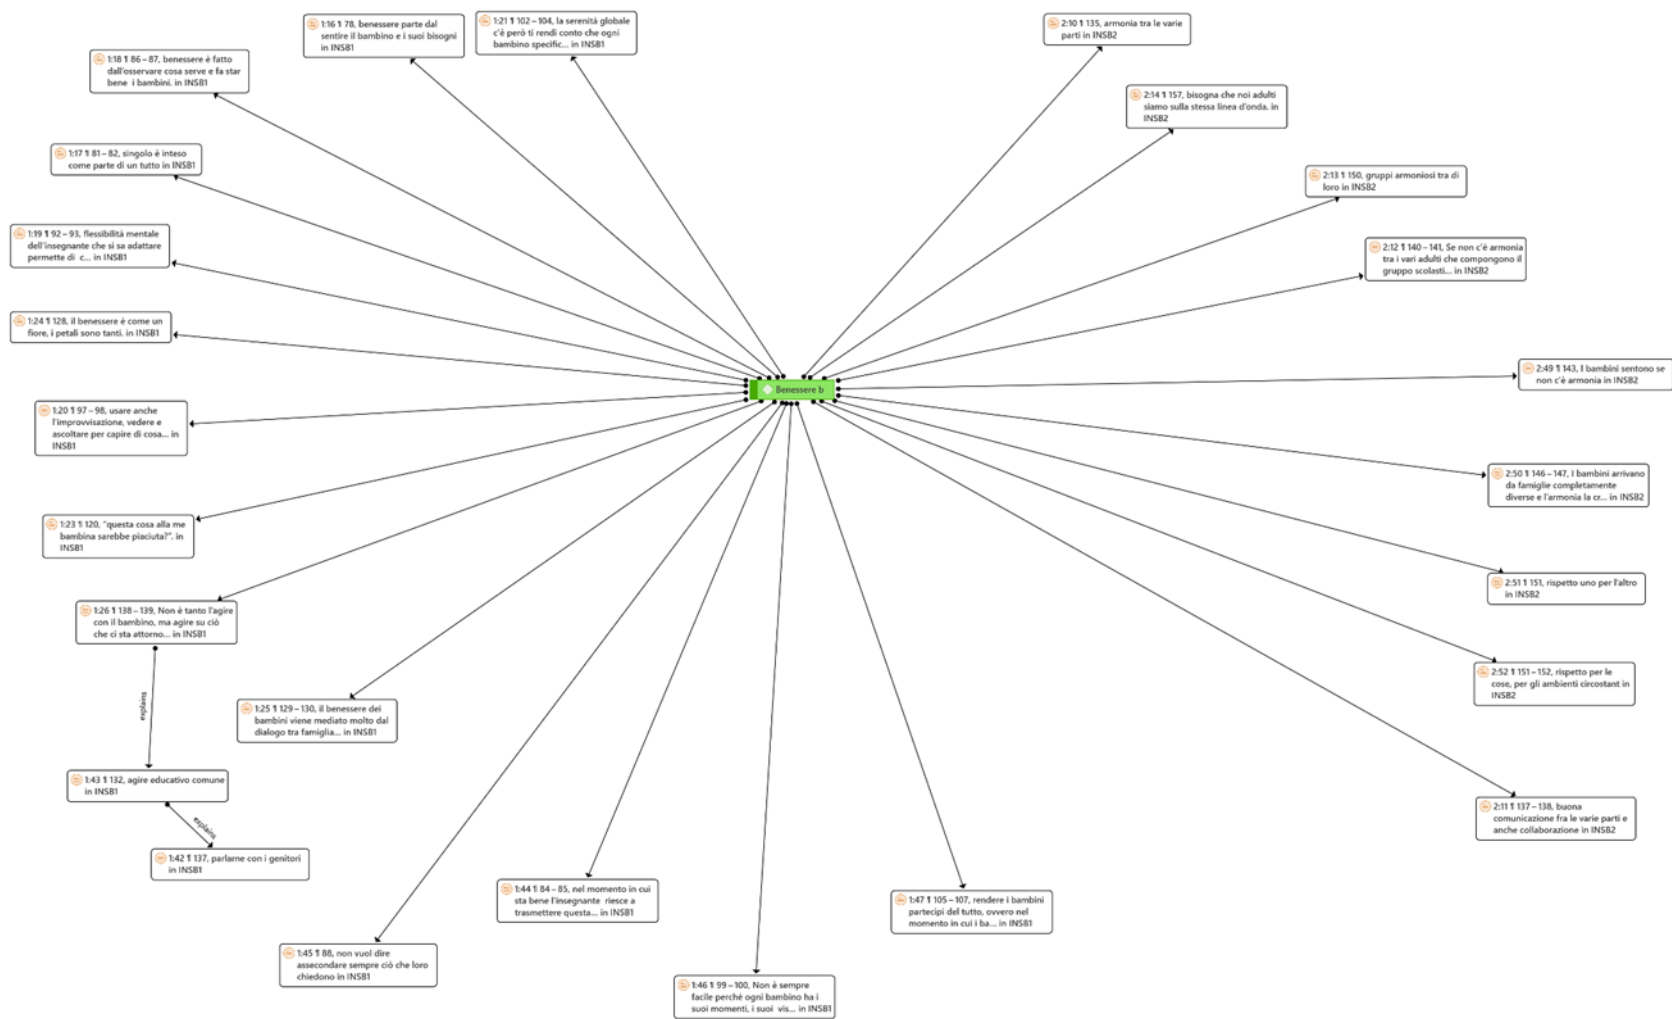 1:16 ¶ 78, benessere parte dal
sentire il bambino e i suoi bisogni
in INSB1
1:21 ¶ 102 – 104, la serenità globale
c'è però ti rendi conto che ogni
bambino specific... in INSB1
2:10 ¶ 135, armonia tra le varie
parti in INSB2
1:18 ¶ 86 – 87, benessere è fatto
dall'osservare cosa serve e fa star
bene i bambini. in INSB1
2:14 ¶ 157, bisogna che noi adulti
siamo sulla stessa linea d'onda. in
INSB2
1:17 ¶ 81 – 82, singolo è inteso
come parte di un tutto in INSB1
2:13 ¶ 150, gruppi armoniosi tra di
loro in INSB2
1:19 ¶ 92 – 93, flessibilità mentale
dell'insegnante che si sa adattare
permette di c... in INSB1
2:12 ¶ 140 – 141, Se non c'è armonia
tra i vari adulti che compongono il
gruppo scolasti... in INSB2
1:24 ¶ 128, il benessere è come un
fiore, i petali sono tanti. in INSB1
Benessere b
2:49 ¶ 143, I bambini sentono se
non c'è armonia in INSB2
1:20 ¶ 97 – 98, usare anche
l'improvvisazione, vedere e
ascoltare per capire di cosa... in
INSB1
2:50 ¶ 146 – 147, I bambini arrivano
da famiglie completamente
diverse e l'armonia la cr... in INSB2
1:23 ¶ 120, "questa cosa alla me
bambina sarebbe piaciuta?". in
INSB1
2:51 ¶ 151, rispetto uno per l'altro
in INSB2
1:26 ¶ 138 – 139, Non è tanto l'agire
con il bambino, ma agire su ciò
che ci sta attorno... in INSB1
2:52 ¶ 151 – 152, rispetto per le
cose, per gli ambienti circostant in
INSB2
explains
1:25 ¶ 129 – 130, il benessere dei
bambini viene mediato molto dal
dialogo tra famiglia... in INSB1
1:43 ¶ 132, agire educativo comune
in INSB1
2:11 ¶ 137 – 138, buona
comunicazione fra le varie parti e
anche collaborazione in INSB2
explains
1:42 ¶ 137, parlarne con i genitori
in INSB1
1:44 ¶ 84 – 85, nel momento in cui
sta bene l'insegnante riesce a
trasmettere questa... in INSB1
1:47 ¶ 105 – 107, rendere i bambini
partecipi del tutto, ovvero nel
momento in cui i ba... in INSB1
1:45 ¶ 88, non vuol dire
assecondare sempre ciò che loro
chiedono in INSB1
1:46 ¶ 99 – 100, Non è sempre
facile perché ogni bambino ha i
suoi momenti, i suoi vis... in INSB1